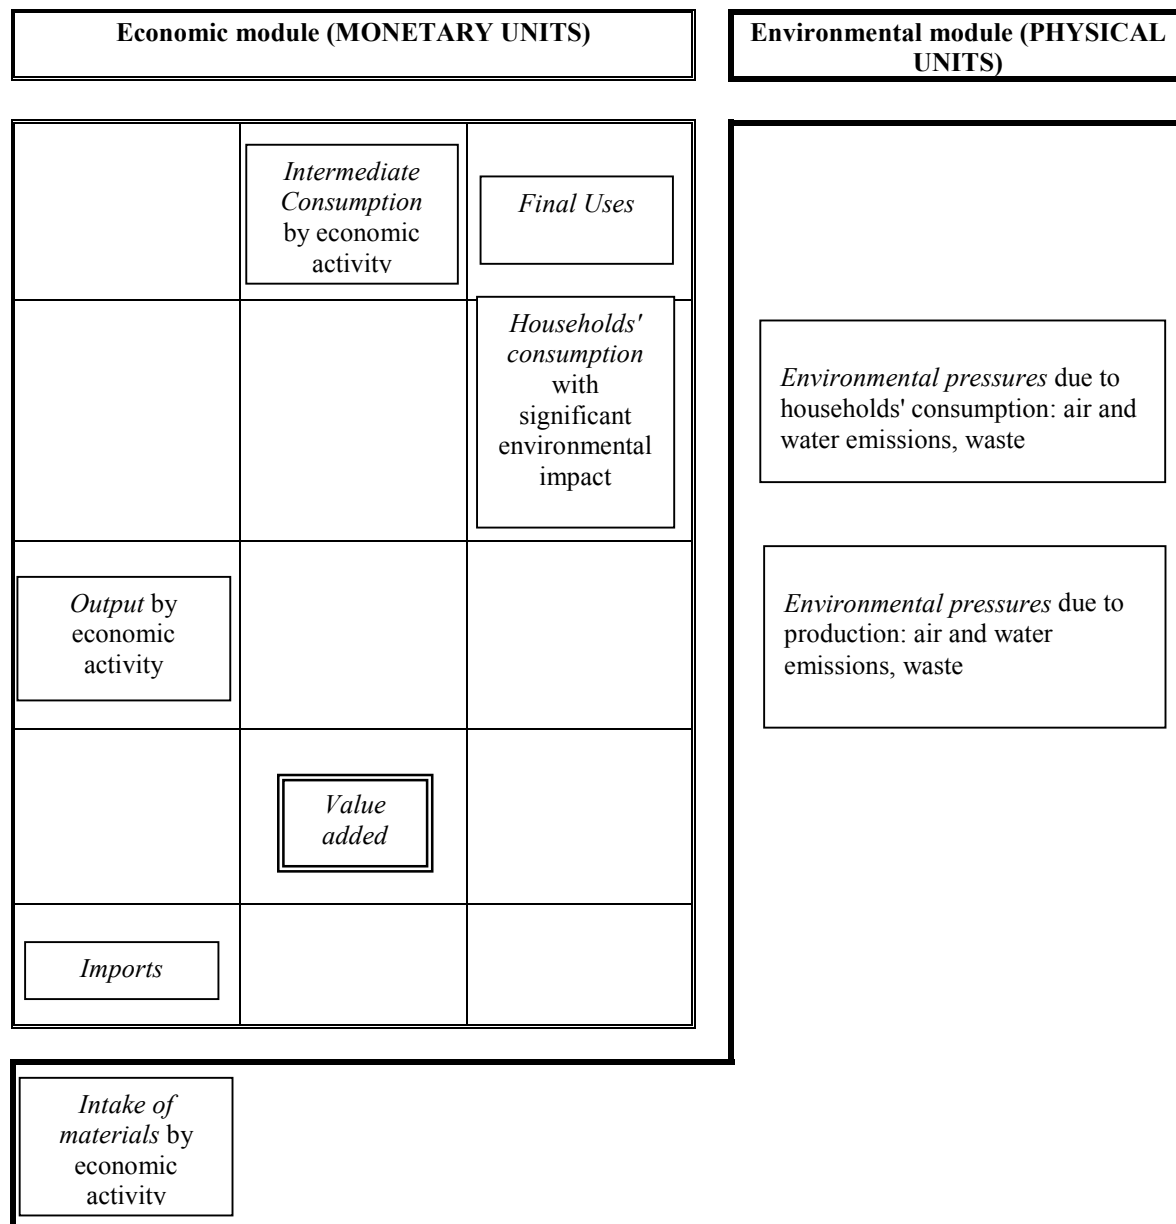 Economic module (MONETARY UNITS)
Environmental module (PHYSICAL
UNITS)
Intermediate
Consumption
by economic
activity
Final Uses
Households'
consumption
with
significant
environmental
impact
Environmental pressures due to
households' consumption: air and
water emissions, waste
Output by
economic
activity
Environmental pressures due to
production: air and water
emissions, waste
Value
added
Imports
Intake of
materials by
economic
activity